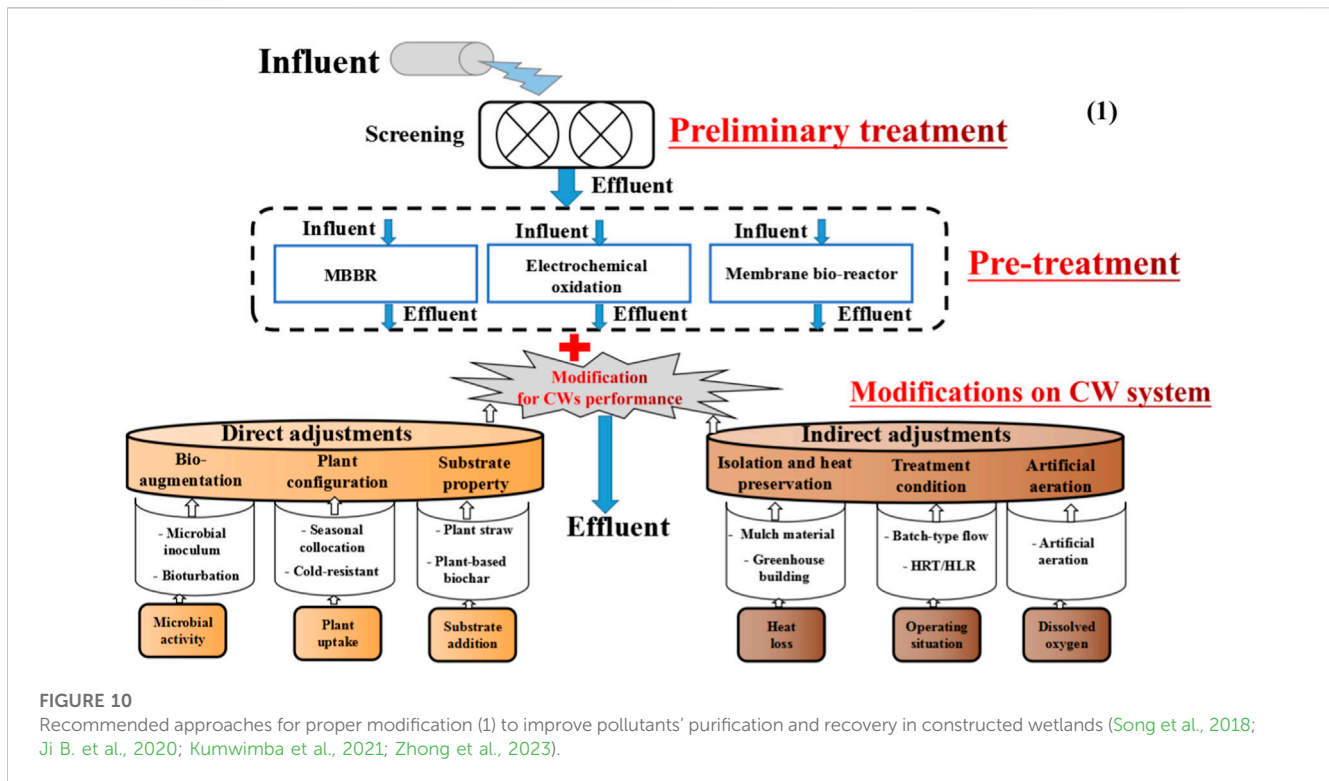 Influent
(1)
Screening
Preliminary treatment
Effluent
Influent
Influent
Influent
MBBR
Electrochemical
oxidation
Membrane bio-reactor
Pre-treatment
Effluent
Effluent
Effluent
Modification
for CWs performance
Modifications on CW system
Direct adjustments
Bio-
augmentation
Plant
configuration
Substrate
property
- Microbial
inoculum
- Bioturbation
- Seasonal
collocation
- Cold-resistant
- Plant straw
- Plant-based
biochar
Microbial
activity
Plant
uptake
Substrate
addition
Effluent
Indirect adjustments
Isolation and heat
preservation
Treatment
condition
Artificial
aeration
- Mulch material
- Greenhouse
building
- Batch-type flow
- HRT/HLR
- Artificial
aeration
Heat
loss
Operating
situation
Dissolved
oxygen
FIGURE 10
Recommended approaches for proper modification (1) to improve pollutants’ purification and recovery in constructed wetlands (Song et al., 2018;
Ji B. et al., 2020; Kumwimba et al., 2021; Zhong et al., 2023).